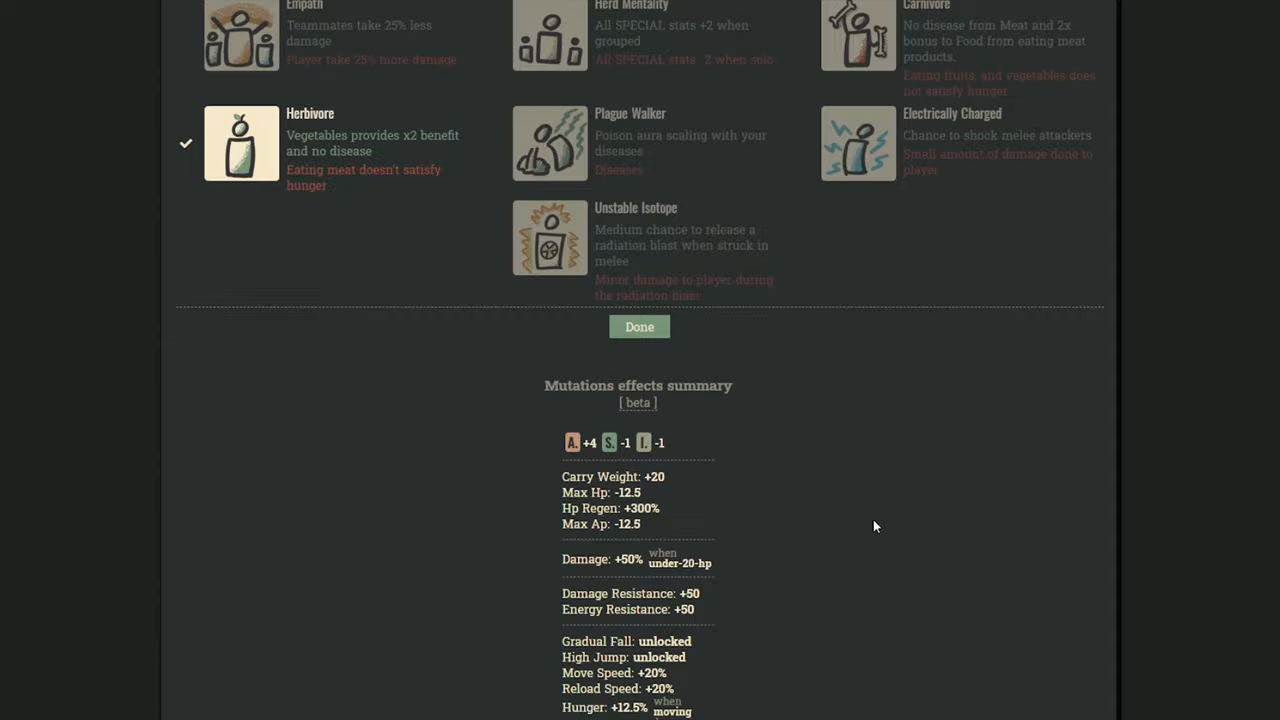 Empath
Teammates take 25% less
damage
Player take 25% more damage
Herd Mentality
All SPECIAL stats +2 when
grouped
All SPECIAL stats 2 when solo
Carnivore
No disease from Meat and 2x
bonus to Food from eating meat
products.
Eating fruits, and vegetables does
not satisfy hunger
Herbivore
Vegetables provides x2 benefit
and no disease
Eating meat doesn't satisfy
hunger
Plague Walker
Poison aura scaling with your
diseases
Diseases
Electrically Charged
Chance to shock melee attackers
Small amount of damage done to
player
Unstable Isotope
Medium chance to release a
radiation blast when struck in
melee
Minor damage to player during
the radiation blast
Done
Mutations effects summary
[ beta ]
A. +4 S. -1 I. -1
Carry Weight: +20
Max Hp: -12.5
Hp Regen: +300%
Max Ap: -12.5
Damage: +50% when
under-20-hp
Damage Resistance: +50
Energy Resistance: +50
Gradual Fall: unlocked
High Jump: unlocked
Move Speed: +20%
Reload Speed: +20%
Hunger: +12.5% when
moving